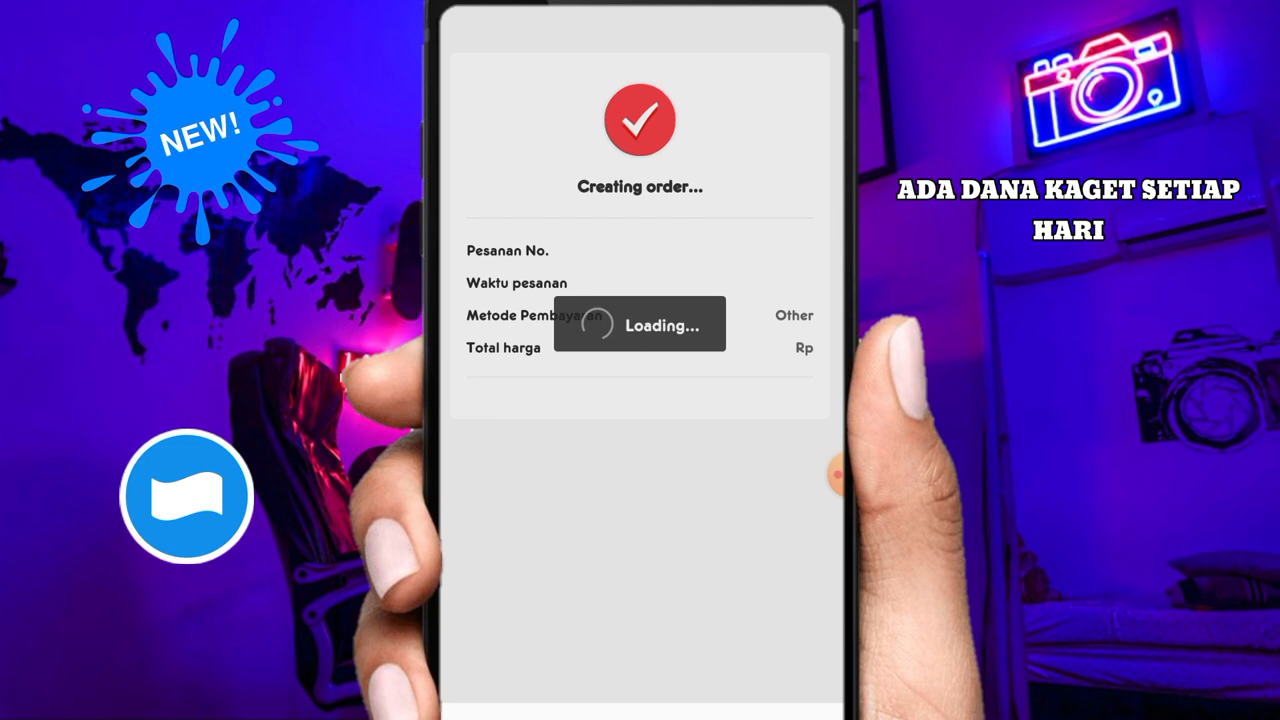 NEW!
Creating order...
ADA DANA KAGET SETIAP
HARI
Pesanan No.
Waktu pesanan
Metode Pembayaran Other
Loading...
Total harga Rp